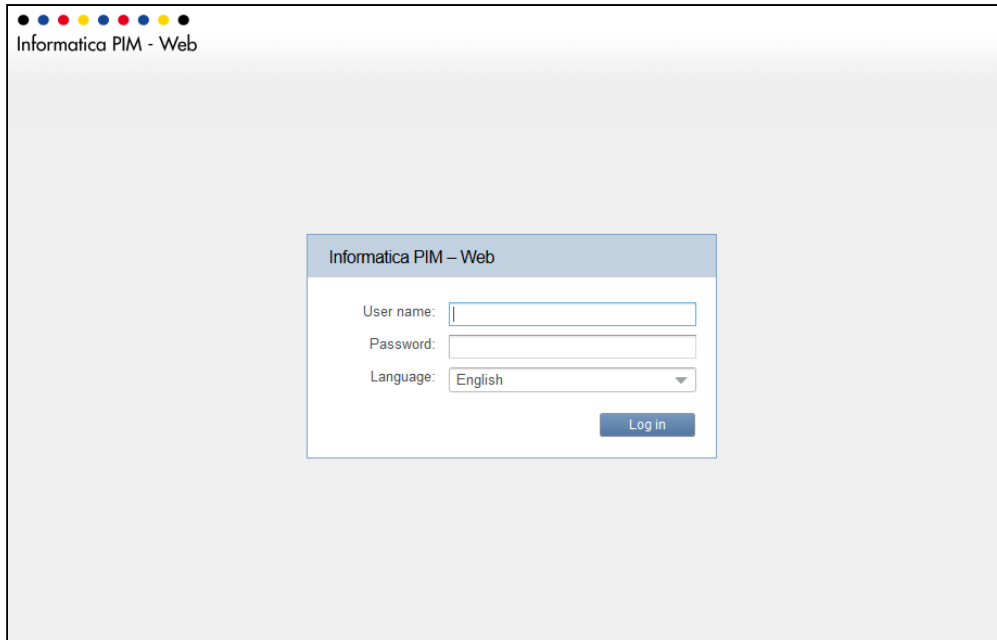 Informatica PIM - Web
Informatica PIM – Web
User name:
Password:
Language: English
Log in